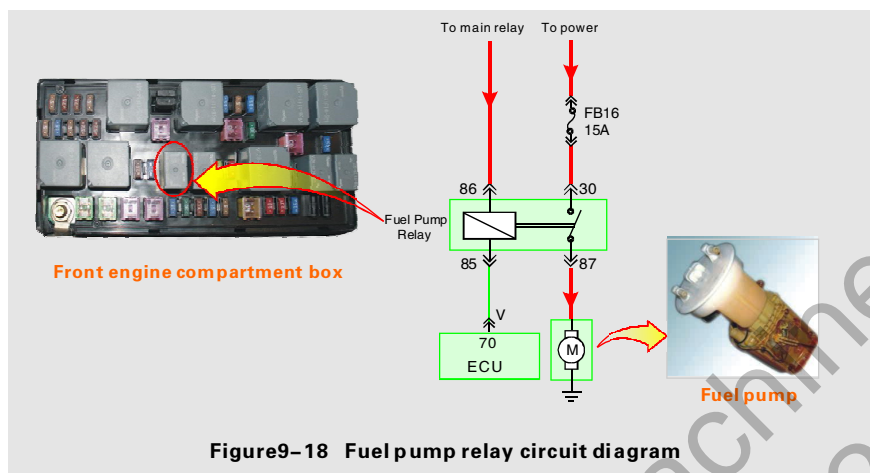 To main relay
To power
FB16
15A
86
30
Fuel Pump
Relay
85
87
Front engine compartment box
V
70
ECU
M
Fuel pump
Figure9-18 Fuel pump relay circuit diagram